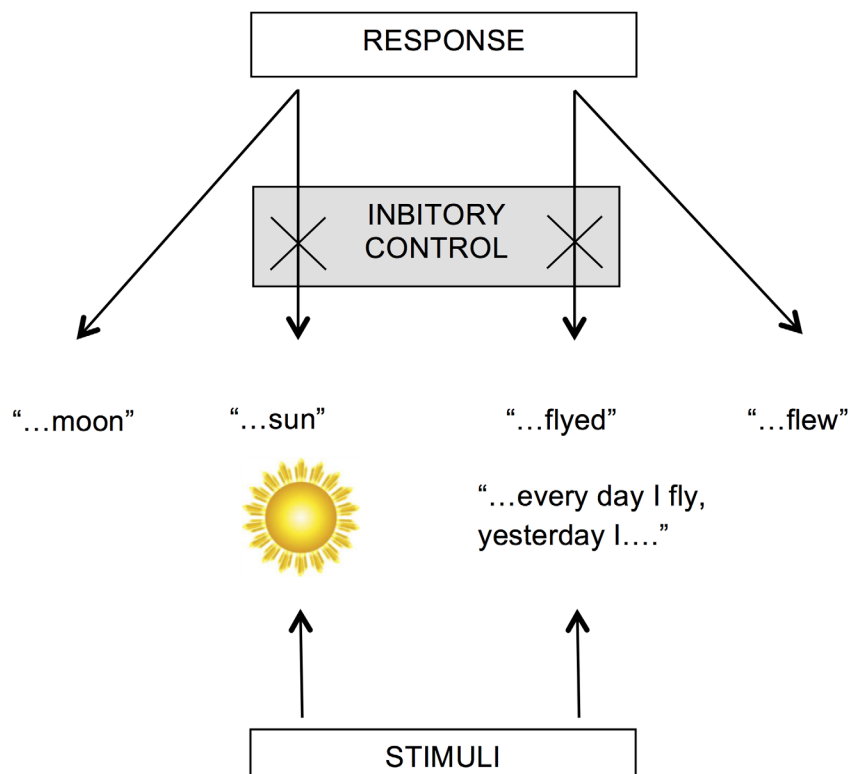 RESPONSE
INBITORY
CONTROL
“…moon” “…sun” “…flyed” “…flew”
“…every day I fly,
yesterday I….”
STIMULI